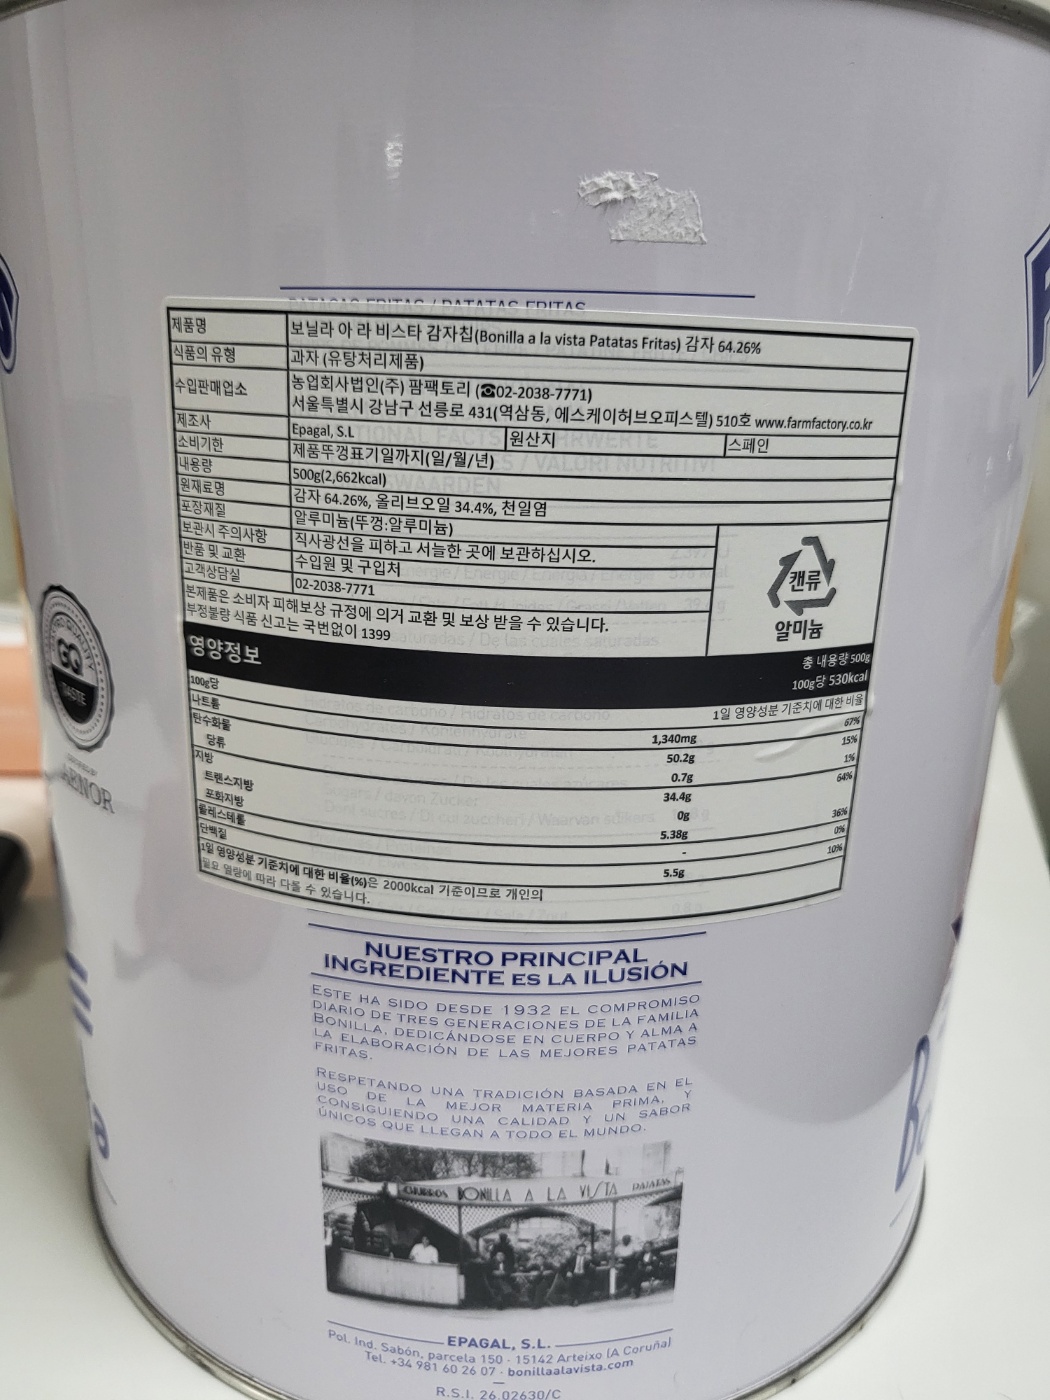 PATACAS FRITAS / PATATAS FRITAS
제품명 보닐라 아 라 비스타 감자칩(Bonilla a la vista Patatas Fritas) 감자 64.26%
식품의 유형 과자 (유탕처리제품)
수입판매업소 농업회사법인(주) 팜팩토리 (☎02-2038-7771)
서울특별시 강남구 선릉로 431(역삼동, 에스케이허브오피스텔) 510호 www.farmfactory.co.kr
제조사 Epagal, S.L 원산지 스페인
소비기한 제품뚜껑표기일까지(일/월/년)
내용량 500g(2,662kcal)
원재료명 감자 64.26%, 올리브오일 34.4%, 천일염
포장재질 알루미늄(뚜껑:알루미늄)
보관시 주의사항 직사광선을 피하고 서늘한 곳에 보관하십시오.
반품 및 교환 수입원 및 구입처
고객상담실 02-2038-7771
본제품은 소비자 피해보상 규정에 의거 교환 및 보상 받을 수 있습니다.
부정불량 식품 신고는 국번없이 1399
캔류
알미늄
영양정보
총 내용량 500g
100g당 530kcal
100g당 1일 영양성분 기준치에 대한 비율
나트륨 1,340mg 67%
탄수화물 50.2g 15%
당류 0.7g 1%
지방 34.4g 64%
트랜스지방 0g
포화지방 5.38g 36%
콜레스테롤 - 0%
단백질 5.5g 10%
1일 영양성분 기준치에 대한 비율(%)은 2000kcal 기준이므로 개인의
필요 열량에 따라 다를 수 있습니다.
GQ
TASTE
NUESTRO PRINCIPAL
INGREDIENTE ES LA ILUSIÓN
ESTE HA SIDO DESDE 1932 EL COMPROMISO
DIARIO DE TRES GENERACIONES DE LA FAMILIA
BONILLA, DEDICÁNDOSE EN CUERPO Y ALMA A
LA ELABORACIÓN DE LAS MEJORES PATATAS
FRITAS.
RESPETANDO UNA TRADICIÓN BASADA EN EL
USO DE LA MEJOR MATERIA PRIMA, Y
CONSIGUIENDO UNA CALIDAD Y UN SABOR
ÚNICOS QUE LLEGAN A TODO EL MUNDO.
CHURROS BONILLA A LA VISTA PATATAS
EPAGAL, S.L.
Pol. Ind. Sabón, parcela 150 - 15142 Arteixo (A Coruña)
Tel. +34 981 60 26 07 - bonillaalavista.com
R.S.I. 26.02630/C